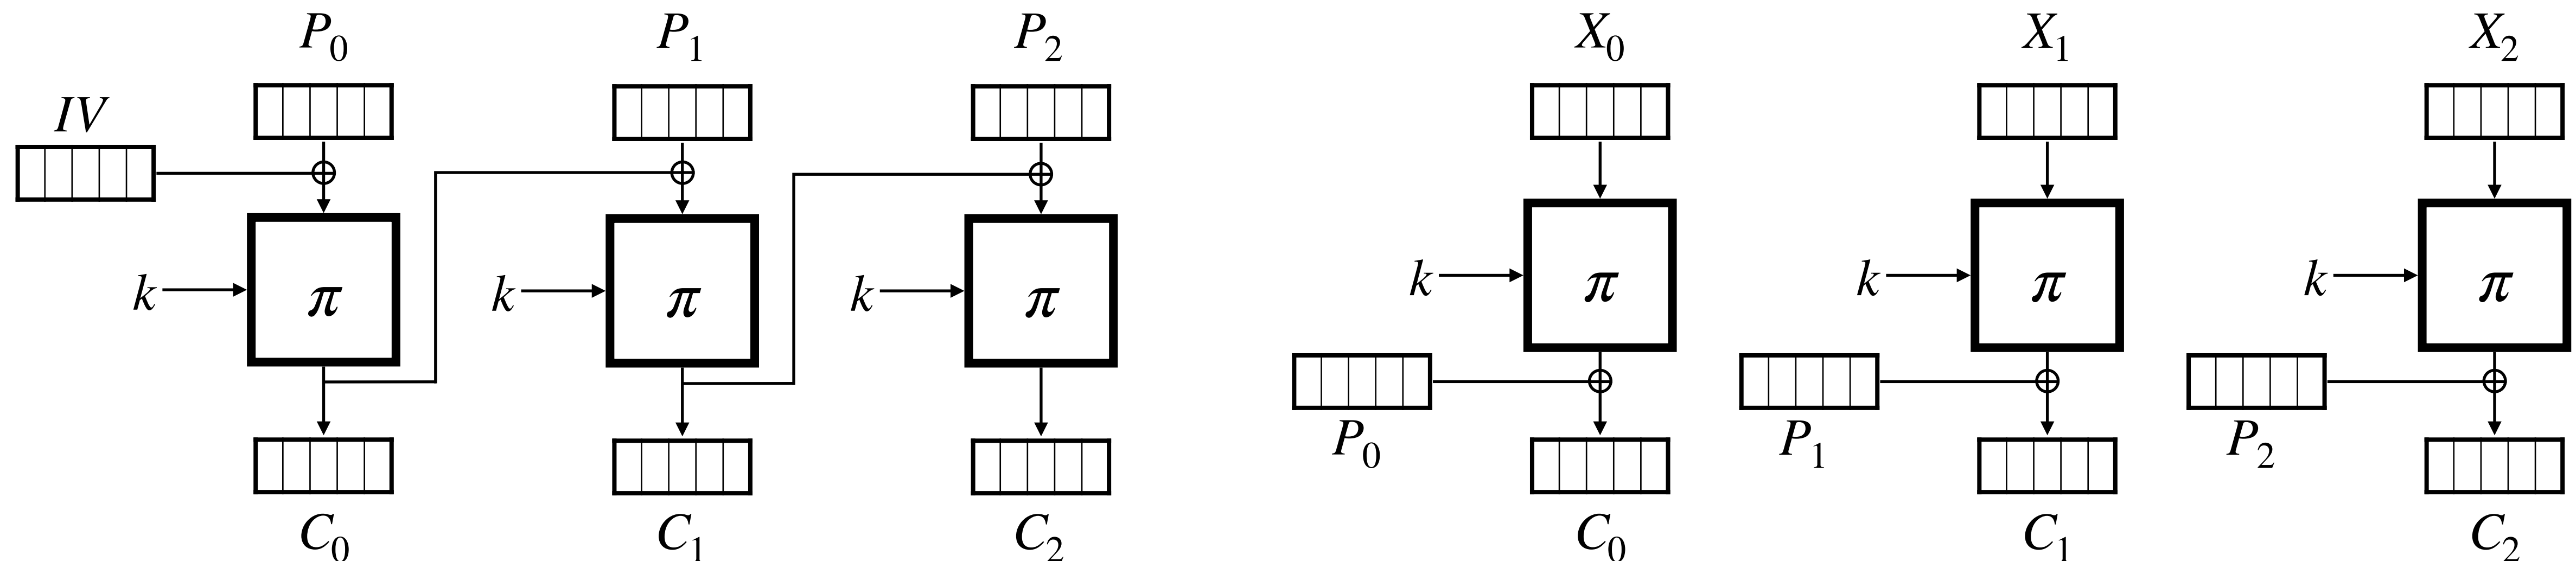 P₀ P₁ P₂ X₀ X₁ X₂
IV
k π k π k π k π k π k π
P₀ P₁ P₂
C₀ C₁ C₂ C₀ C₁ C₂